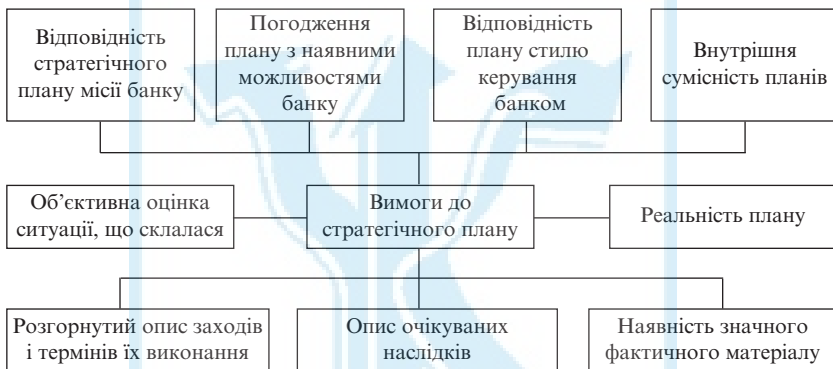 Відповідність
стратегічного
плану місії банку
Погодження
плану з наявними
можливостями
банку
Відповідність
плану стилю
керування
банком
Внутрішня
сумісність планів
Об’єктивна оцінка
ситуації, що склалася
Вимоги до
стратегічного плану
Реальність плану
Розгорнутий опис заходів
і термінів їх виконання
Опис очікуваних
наслідків
Наявність значного
фактичного матеріалу